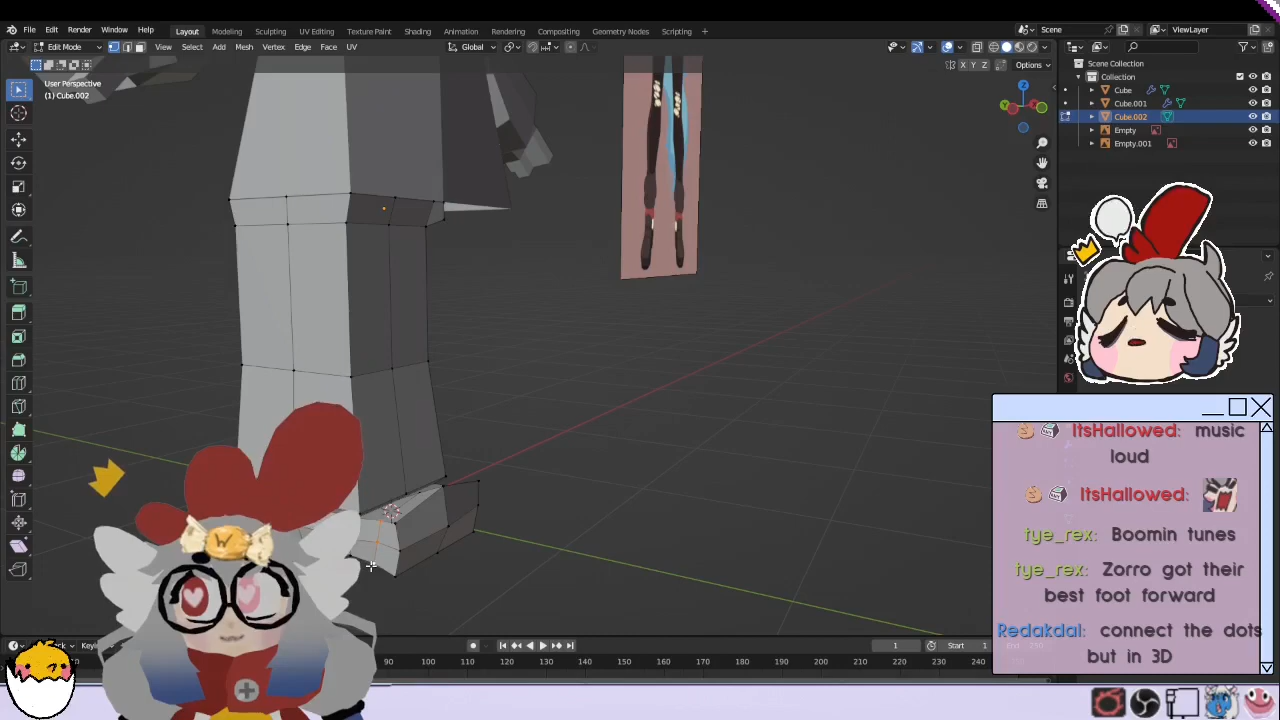 File Edit Render Window Help Layout Modeling Sculpting UV Editing Texture Paint Shading Animation Rendering Compositing Geometry Nodes Scripting Scene ViewLayer
Edit Mode View Select Add Mesh Vertex Edge Face UV Global
X Y Z Options
User Perspective
(1) Cube.002
Scene Collection
Collection
Cube
Cube.001
Cube.002
Empty
Empty.001
ItsHallowed: music
loud
ItsHallowed:
tye_rex: Boomin tunes
tye_rex: Zorro got their
best foot forward
Redakdal: connect the dots
but in 3D
1 Start 1
90 100 110 120 130 140 150 160 170 180 190 200 210 220 230
W